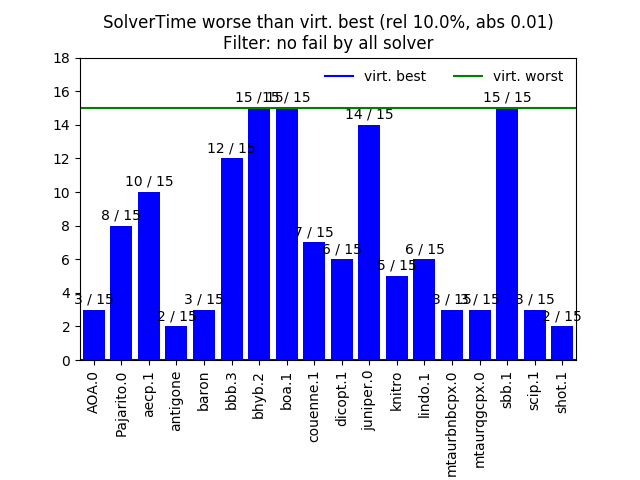 SolverTime worse than virt. best (rel 10.0%, abs 0.01)
Filter: no fail by all solver
virt. best
virt. worst
18
16
14
12
10
8
6
4
2
0
3 / 15
8 / 15
10 / 15
2 / 15
3 / 15
12 / 15
15 / 15
15 / 15
7 / 15
6 / 15
14 / 15
5 / 15
6 / 15
3 / 15
3 / 15
15 / 15
3 / 15
2 / 15
AOA.0
Pajarito.0
aecp.1
antigone
baron
bbb.3
bhyb.2
boa.1
couenne.1
dicopt.1
juniper.0
knitro
lindo.1
mtaurbnbcpx.0
mtaurqgcpx.0
sbb.1
scip.1
shot.1